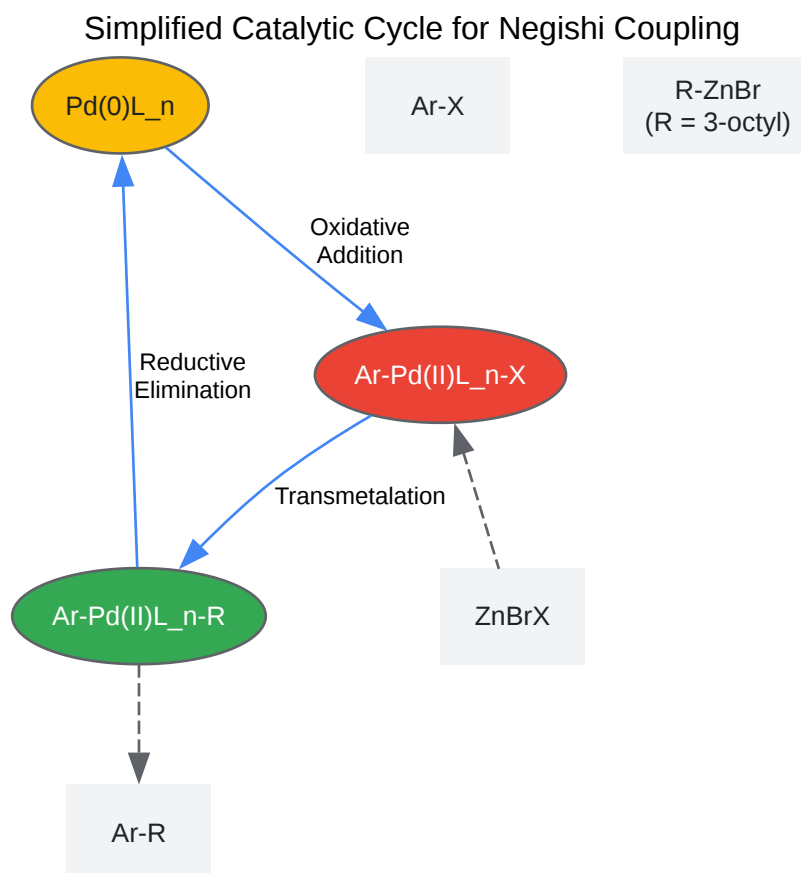 Simplified Catalytic Cycle for Negishi Coupling
Pd(0)L_n
Ar-X
R-ZnBr
(R = 3-octyl)
Oxidative
Addition
Reductive
Elimination
Ar-Pd(II)L_n-X
Transmetalation
Ar-Pd(II)L_n-R
ZnBrX
Ar-R